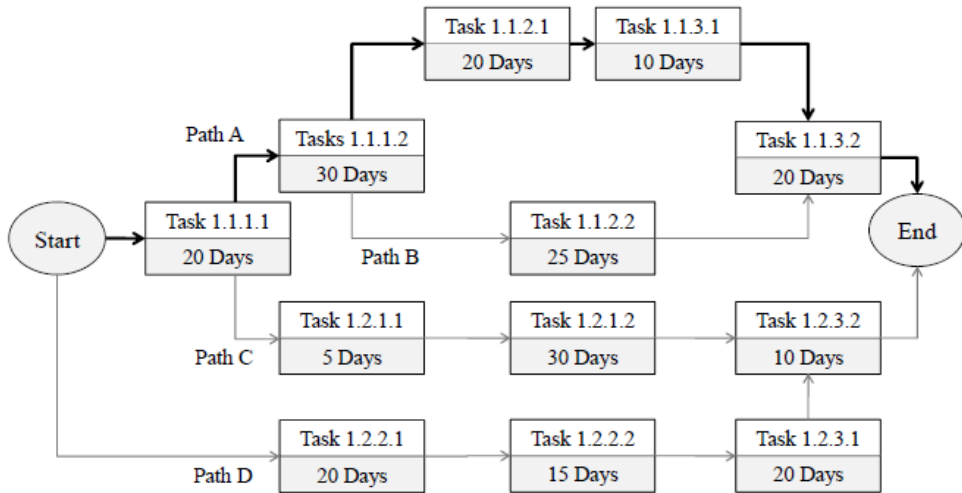 Task 1.1.2.1
20 Days
Task 1.1.3.1
10 Days
Path A
Tasks 1.1.1.2
30 Days
Task 1.1.3.2
20 Days
Start
Task 1.1.1.1
20 Days
Path B
Task 1.1.2.2
25 Days
End
Path C
Task 1.2.1.1
5 Days
Task 1.2.1.2
30 Days
Task 1.2.3.2
10 Days
Path D
Task 1.2.2.1
20 Days
Task 1.2.2.2
15 Days
Task 1.2.3.1
20 Days